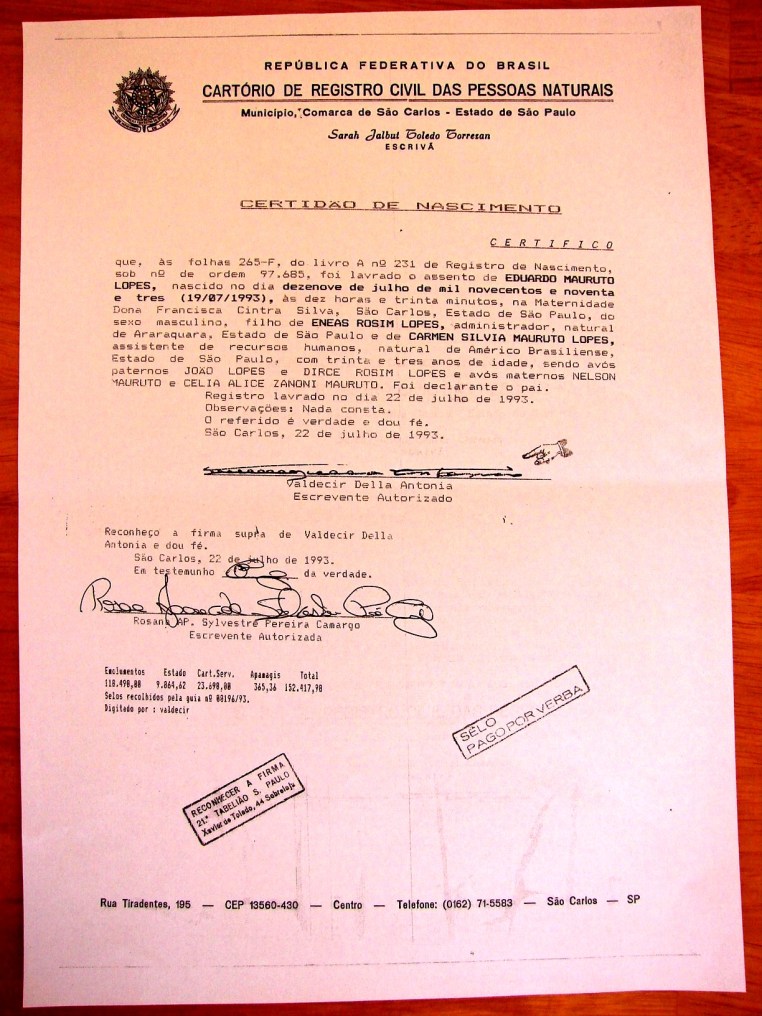 REPÚBLICA FEDERATIVA DO BRASIL
CARTÓRIO DE REGISTRO CIVIL DAS PESSOAS NATURAIS
Município, Comarca de São Carlos - Estado de São Paulo
Sarah Jalbut Toledo Torresan
ESCRIVÃ
CERTIDÃO DE NASCIMENTO
CERTIFICO
que, às folhas 265-F, do livro A nº 231 de Registro de Nascimento,
sob nº de ordem 97.685, foi lavrado o assento de EDUARDO MAURUTO
LOPES, nascido no dia dezenove de julho de mil novecentos e noventa
e tres (19/07/1993), às dez horas e trinta minutos, na Maternidade
Dona Francisca Cintra Silva, São Carlos, Estado de São Paulo, do
sexo masculino, filho de ENEAS ROSIM LOPES, administrador, natural
de Araraquara, Estado de São Paulo e de CARMEN SILVIA MAURUTO LOPES,
assistente de recursos humanos, natural de Américo Brasiliense,
Estado de São Paulo, com trinta e tres anos de idade, sendo avós
paternos JOÃO LOPES e DIRCE ROSIM LOPES e avós maternos NELSON
MAURUTO e CELIA ALICE ZANONI MAURUTO. Foi declarante o pai.
Registro lavrado no dia 22 de julho de 1993.
Observações: Nada consta.
O referido é verdade e dou fé.
São Carlos, 22 de julho de 1993.
Valdecir Della Antonia
Escrevente Autorizado
Reconheço a firma supra de Valdecir Della
Antonia e dou fé.
São Carlos, 22 de julho de 1993.
Em testemunho da verdade.
Rosana AP. Sylvestre Pereira Camargo
Escrevente Autorizada
Emolumentos Estado Cart.Serv. Apamagis Total
118.490,00 9.864,62 23.698,00 365,36 152.417,98
Selos recolhidos pela guia nº 00196/93.
Digitado por : valdecir
SÊLO
PAGO POR VERBA
RECONHECER A FIRMA
21.º TABELIÃO S. PAULO
Xavier de Toledo, 44 Sobreloja
Rua Tiradentes, 195 — CEP 13560-430 — Centro — Telefone: (0162) 71-5583 — São Carlos — SP